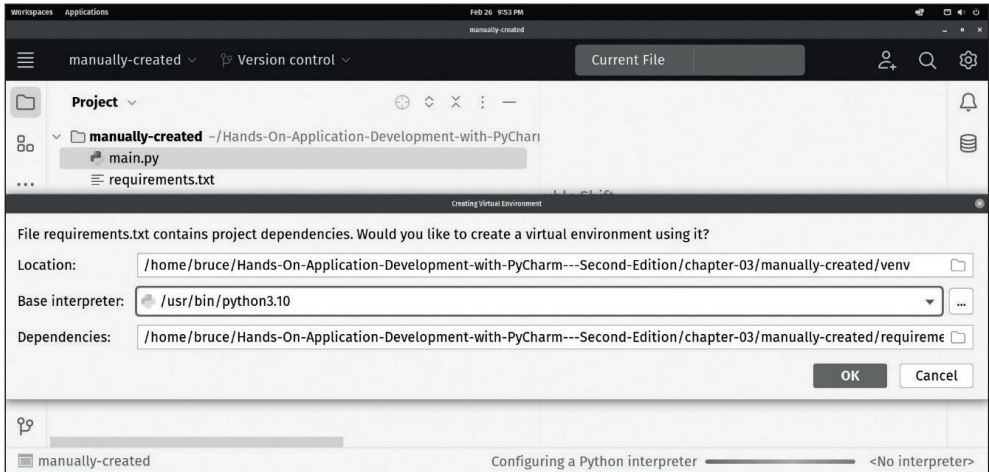 Workspaces Applications Feb 26 9:53 PM
manually-created
manually-created Version control Current File
Project
manually-created ~/Hands-On-Application-Development-with-PyCharm
main.py
requirements.txt
Creating Virtual Environment
File requirements.txt contains project dependencies. Would you like to create a virtual environment using it?
Location: /home/bruce/Hands-On-Application-Development-with-PyCharm---Second-Edition/chapter-03/manually-created/venv
Base interpreter: /usr/bin/python3.10 ...
Dependencies: /home/bruce/Hands-On-Application-Development-with-PyCharm---Second-Edition/chapter-03/manually-created/requireme
OK Cancel
manually-created Configuring a Python interpreter <No interpreter>